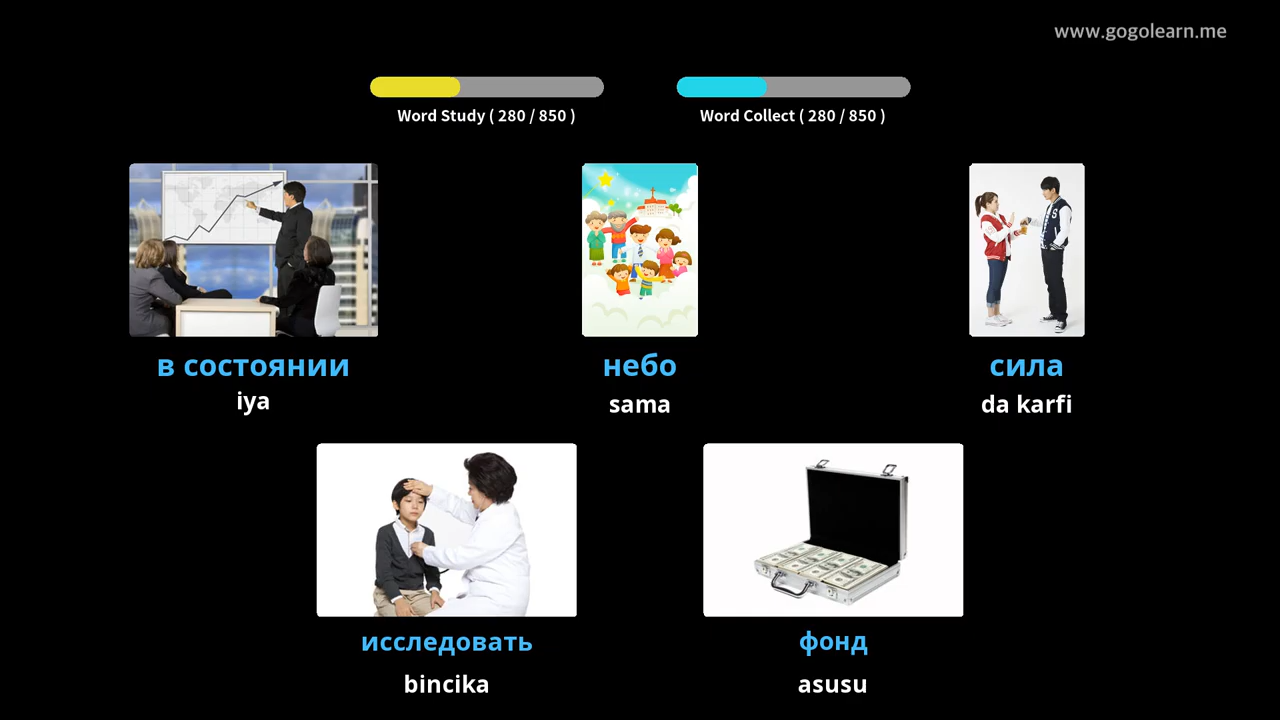 www.gogolearn.me
Word Study ( 280 / 850 )
Word Collect ( 280 / 850 )
в состоянии
iya
небо
sama
сила
da karfi
исследовать
bincika
фонд
asusu